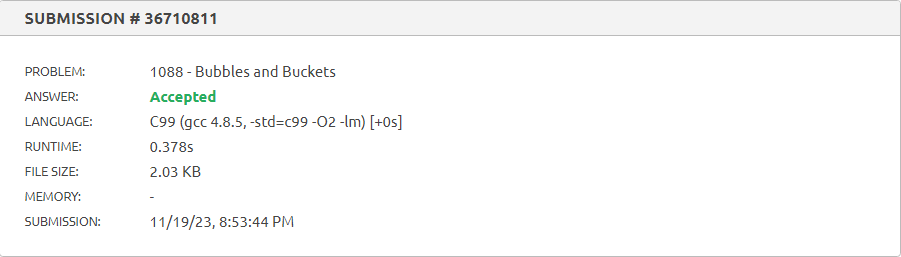 SUBMISSION # 36710811
PROBLEM: 1088 - Bubbles and Buckets
ANSWER: Accepted
LANGUAGE: C99 (gcc 4.8.5, -std=c99 -O2 -lm) [+0s]
RUNTIME: 0.378s
FILE SIZE: 2.03 KB
MEMORY: -
SUBMISSION: 11/19/23, 8:53:44 PM